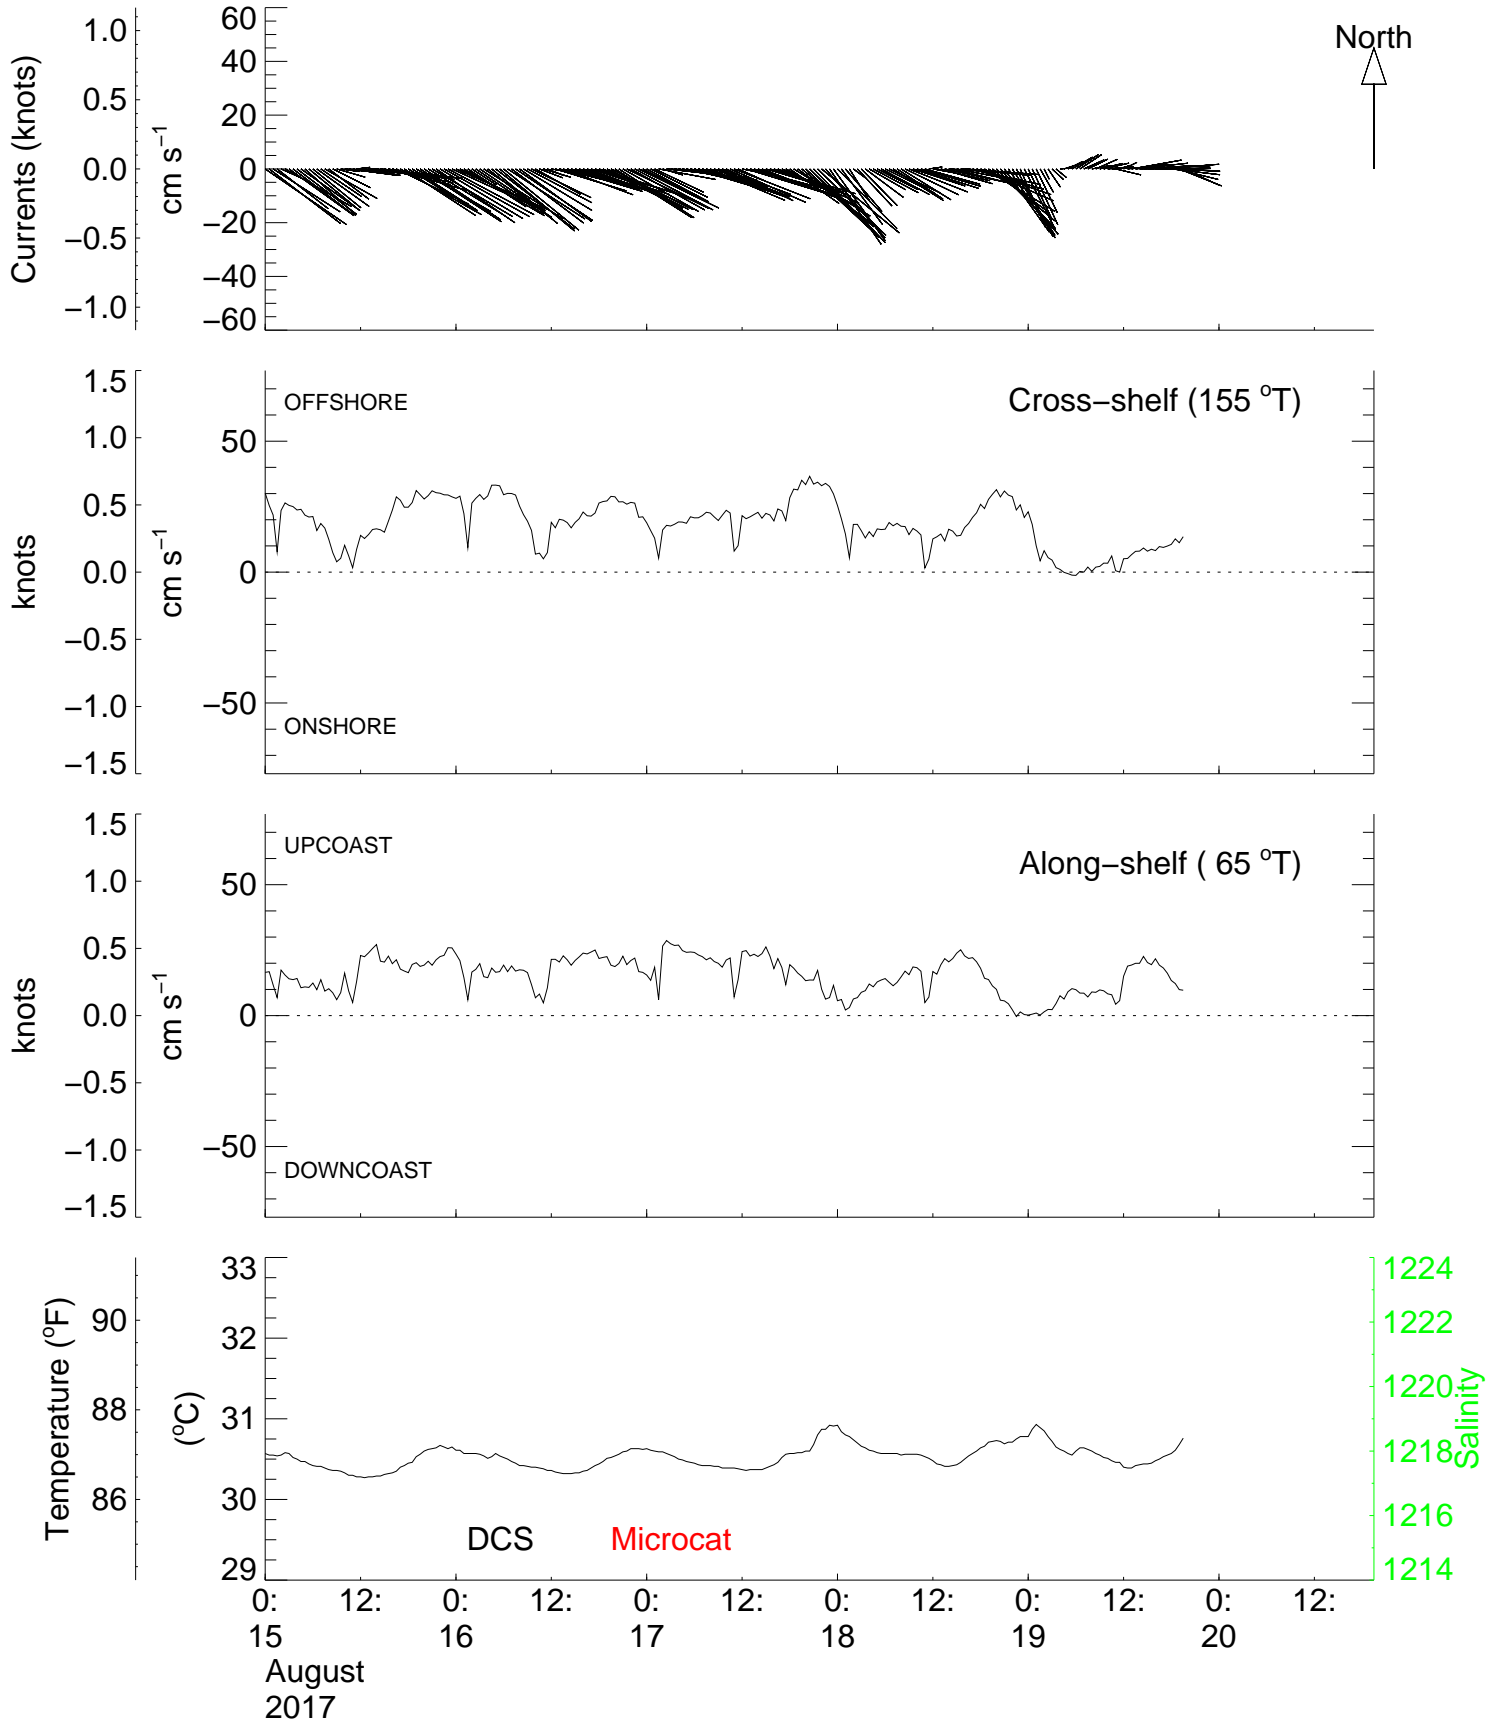 North
Currents (knots)
1.0
0.5
0.0
−0.5
−1.0
cm s−1
60
40
20
0
−20
−40
−60
Cross−shelf (155 oT)
OFFSHORE
ONSHORE
knots
1.5
1.0
0.5
0.0
−0.5
−1.0
−1.5
cm s−1
50
0
−50
Along−shelf ( 65 oT)
UPCOAST
DOWNCOAST
knots
1.5
1.0
0.5
0.0
−0.5
−1.0
−1.5
cm s−1
50
0
−50
Temperature (oF)
90
88
86
(oC)
33
32
31
30
29
DCS Microcat
1224
1222
1220
1218
1216
1214
Salinity
0: 12: 0: 12: 0: 12: 0: 12: 0: 12: 0: 12:
15 16 17 18 19 20
August
2017